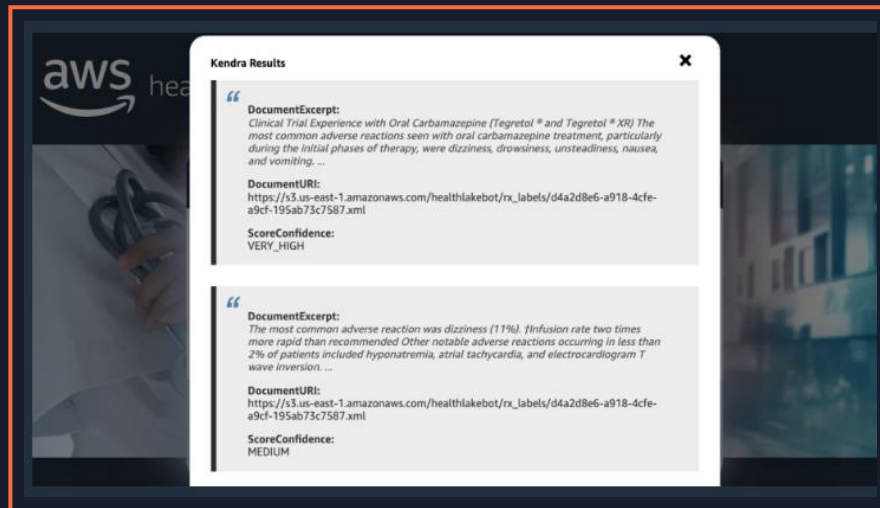 aws
hea
Kendra Results
DocumentExcerpt:
Clinical Trial Experience with Oral Carbamazepine (Tegretol ® and Tegretol ® XR) The
most common adverse reactions seen with oral carbamazepine treatment, particularly
during the initial phases of therapy, were dizziness, drowsiness, unsteadiness, nausea,
and vomiting. ...
DocumentURI:
https://s3.us-east-1.amazonaws.com/healthlakebot/rx_labels/d4a2d8e6-a918-4cfe-
a9cf-195ab73c7587.xml
ScoreConfidence:
VERY_HIGH
DocumentExcerpt:
The most common adverse reaction was dizziness (11%). †Infusion rate two times
more rapid than recommended Other notable adverse reactions occurring in less than
2% of patients included hyponatremia, atrial tachycardia, and electrocardiogram T
wave inversion. ...
DocumentURI:
https://s3.us-east-1.amazonaws.com/healthlakebot/rx_labels/d4a2d8e6-a918-4cfe-
a9cf-195ab73c7587.xml
ScoreConfidence:
MEDIUM